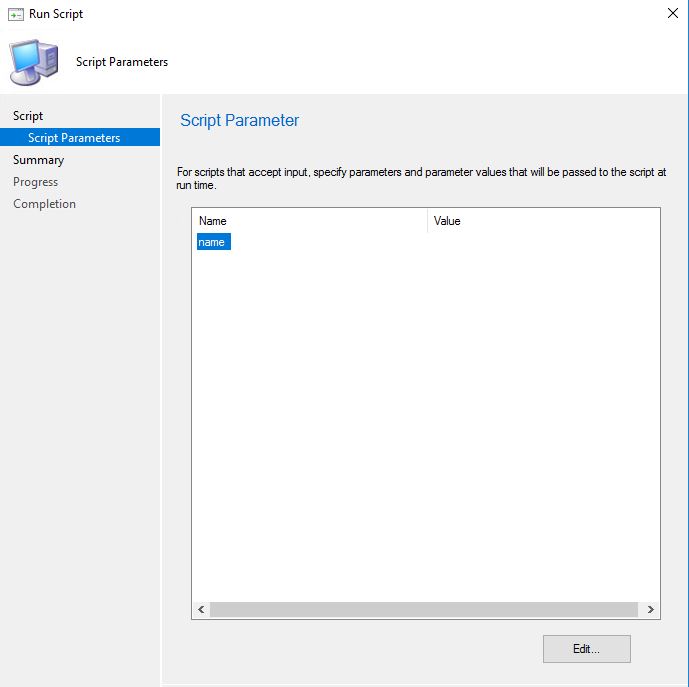 Run Script
Script Parameters
Script
Script Parameters
Summary
Progress
Completion
Script Parameter
For scripts that accept input, specify parameters and parameter values that will be passed to the script at
run time.
Name Value
name
Edit...